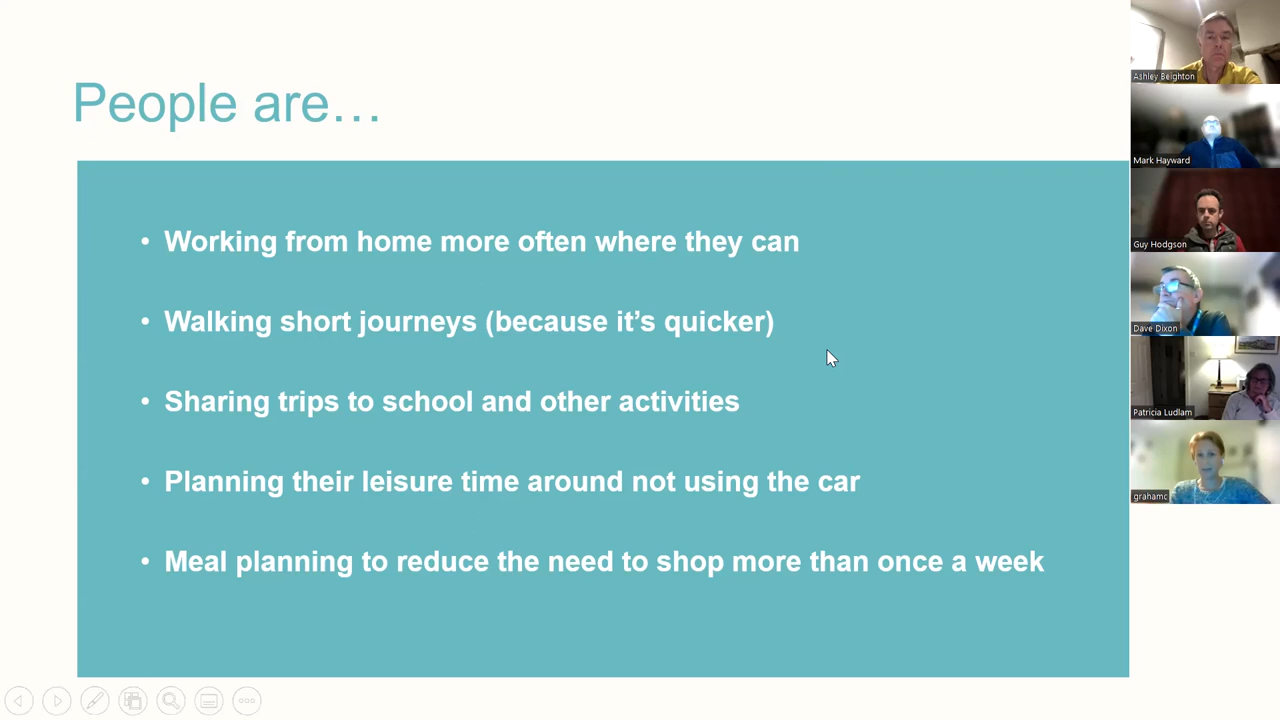 People are…
• Working from home more often where they can
• Walking short journeys (because it’s quicker)
• Sharing trips to school and other activities
• Planning their leisure time around not using the car
• Meal planning to reduce the need to shop more than once a week
Ashley Beighton
Mark Hayward
Guy Hodgson
Dave Dixon
Patricia Ludlam
grahamc